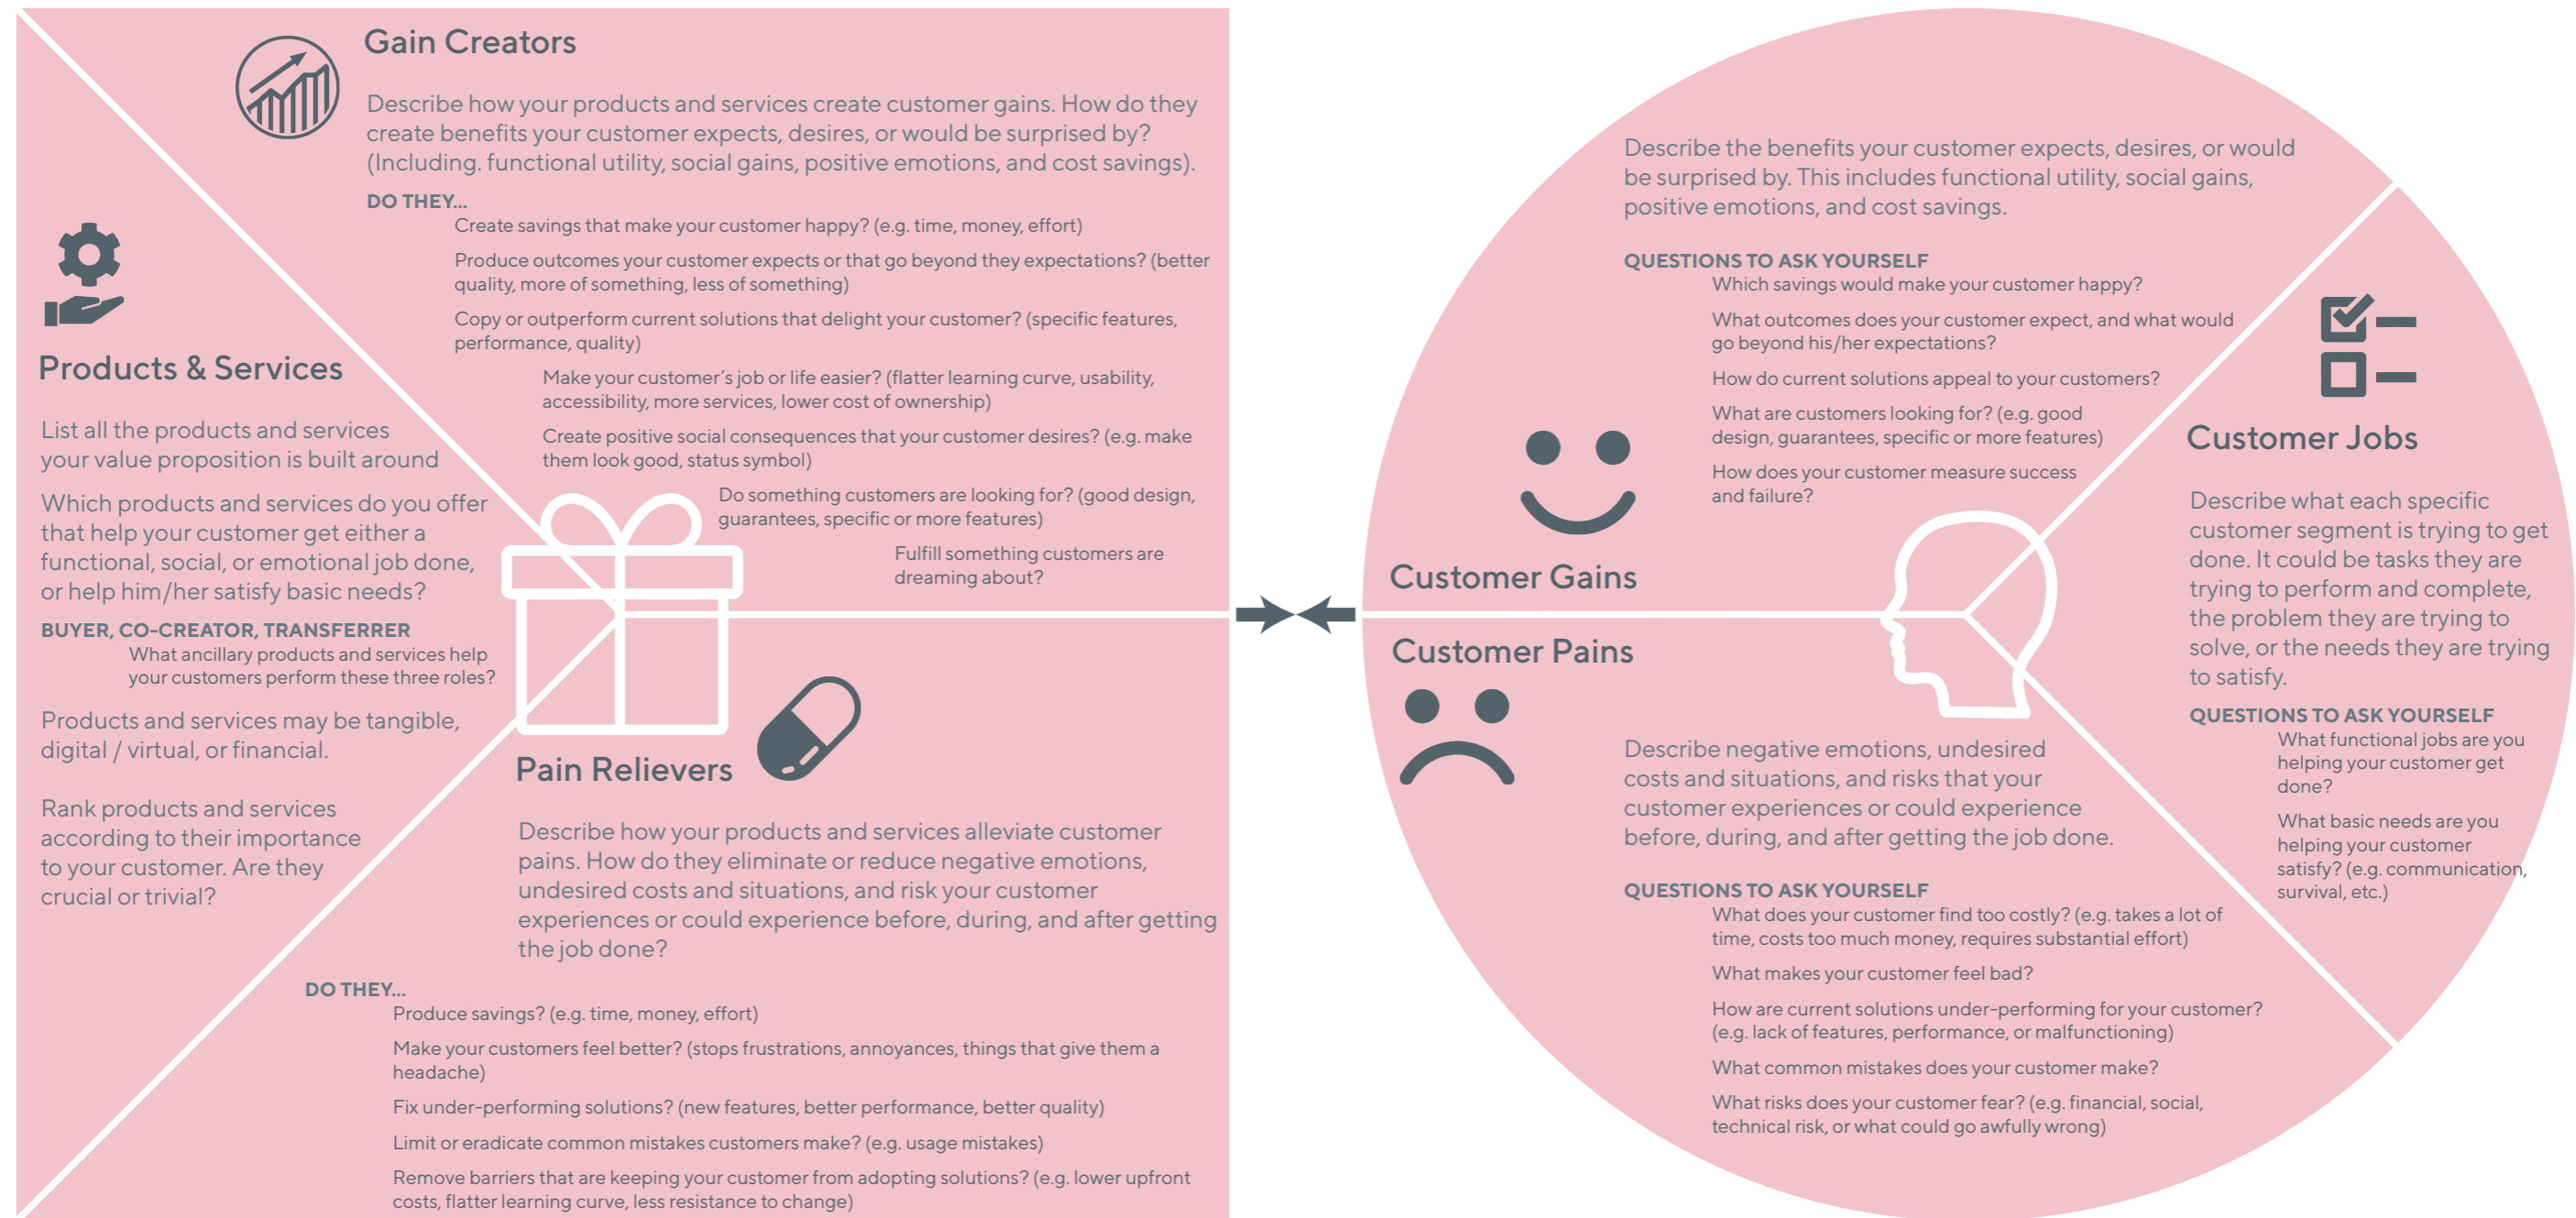 Gain Creators
Describe how your products and services create customer gains. How do they
create benefits your customer expects, desires, or would be surprised by?
(Including. functional utility, social gains, positive emotions, and cost savings).
DO THEY...
Create savings that make your customer happy? (e.g. time, money, effort)
Produce outcomes your customer expects or that go beyond they expectations? (better
quality, more of something, less of something)
Copy or outperform current solutions that delight your customer? (specific features,
performance, quality)
Make your customer's job or life easier? (flatter learning curve, usability,
accessibility, more services, lower cost of ownership)
Create positive social consequences that your customer desires? (e.g. make
them look good, status symbol)
Do something customers are looking for? (good design,
guarantees, specific or more features)
Fulfill something customers are
dreaming about?
Products & Services
List all the products and services
your value proposition is built around
Which products and services do you offer
that help your customer get either a
functional, social, or emotional job done,
or help him/her satisfy basic needs?
BUYER, CO-CREATOR, TRANSFERRER
What ancillary products and services help
your customers perform these three roles?
Products and services may be tangible,
digital / virtual, or financial.
Rank products and services
according to their importance
to your customer. Are they
crucial or trivial?
Pain Relievers
Describe how your products and services alleviate customer
pains. How do they eliminate or reduce negative emotions,
undesired costs and situations, and risk your customer
experiences or could experience before, during, and after getting
the job done?
DO THEY...
Produce savings? (e.g. time, money, effort)
Make your customers feel better? (stops frustrations, annoyances, things that give them a
headache)
Fix under-performing solutions? (new features, better performance, better quality)
Limit or eradicate common mistakes customers make? (e.g. usage mistakes)
Remove barriers that are keeping your customer from adopting solutions? (e.g. lower upfront
costs, flatter learning curve, less resistance to change)
Describe the benefits your customer expects, desires, or would
be surprised by. This includes functional utility, social gains,
positive emotions, and cost savings.
QUESTIONS TO ASK YOURSELF
Which savings would make your customer happy?
What outcomes does your customer expect, and what would
go beyond his/her expectations?
How do current solutions appeal to your customers?
What are customers looking for? (e.g. good
design, guarantees, specific or more features)
How does your customer measure success
and failure?
Customer Gains
Customer Pains
Describe negative emotions, undesired
costs and situations, and risks that your
customer experiences or could experience
before, during, and after getting the job done.
QUESTIONS TO ASK YOURSELF
What does your customer find too costly? (e.g. takes a lot of
time, costs too much money, requires substantial effort)
What makes your customer feel bad?
How are current solutions under-performing for your customer?
(e.g. lack of features, performance, or malfunctioning)
What common mistakes does your customer make?
What risks does your customer fear? (e.g. financial, social,
technical risk, or what could go awfully wrong)
Customer Jobs
Describe what each specific
customer segment is trying to get
done. It could be tasks they are
trying to perform and complete,
the problem they are trying to
solve, or the needs they are trying
to satisfy.
QUESTIONS TO ASK YOURSELF
What functional jobs are you
helping your customer get
done?
What basic needs are you
helping your customer
satisfy? (e.g. communication,
survival, etc.)